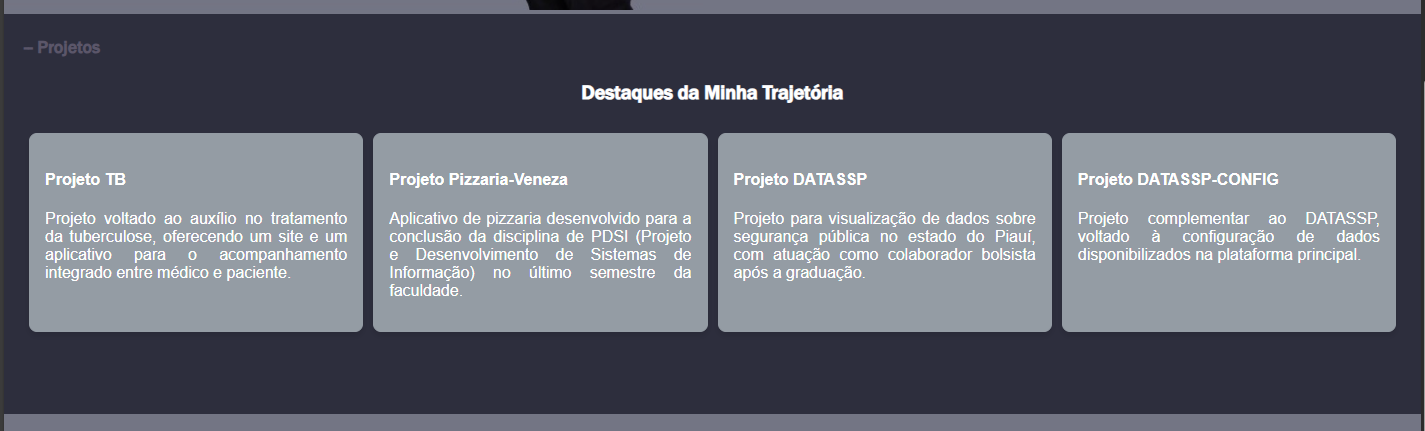 – Projetos
Destaques da Minha Trajetória
Projeto TB
Projeto voltado ao auxílio no tratamento
da tuberculose, oferecendo um site e um
aplicativo para o acompanhamento
integrado entre médico e paciente.
Projeto Pizzaria-Veneza
Aplicativo de pizzaria desenvolvido para a
conclusão da disciplina de PDSI (Projeto
e Desenvolvimento de Sistemas de
Informação) no último semestre da
faculdade.
Projeto DATASSP
Projeto para visualização de dados sobre
segurança pública no estado do Piauí,
com atuação como colaborador bolsista
após a graduação.
Projeto DATASSP-CONFIG
Projeto complementar ao DATASSP,
voltado à configuração de dados
disponibilizados na plataforma principal.